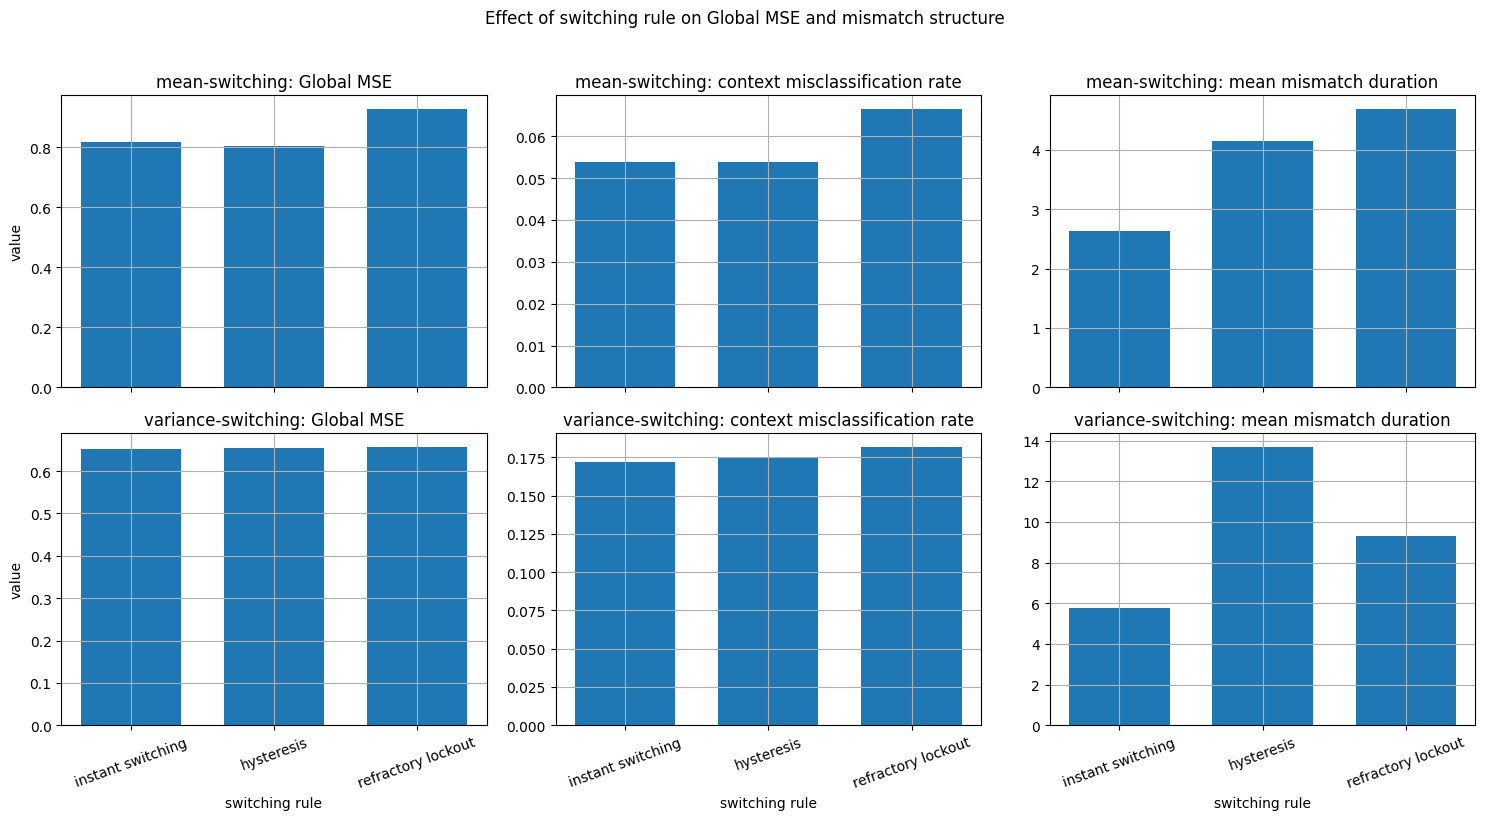 Effect of switching rule on Global MSE and mismatch structure
mean-switching: Global MSE
mean-switching: context misclassification rate
mean-switching: mean mismatch duration
value
0.8
0.6
0.4
0.2
0.0
0.06
0.05
0.04
0.03
0.02
0.01
0.00
4
3
2
1
0
variance-switching: Global MSE
variance-switching: context misclassification rate
variance-switching: mean mismatch duration
value
0.6
0.5
0.4
0.3
0.2
0.1
0.0
0.175
0.150
0.125
0.100
0.075
0.050
0.025
0.000
14
12
10
8
6
4
2
0
instant switching
hysteresis
refractory lockout
instant switching
hysteresis
refractory lockout
instant switching
hysteresis
refractory lockout
switching rule
switching rule
switching rule